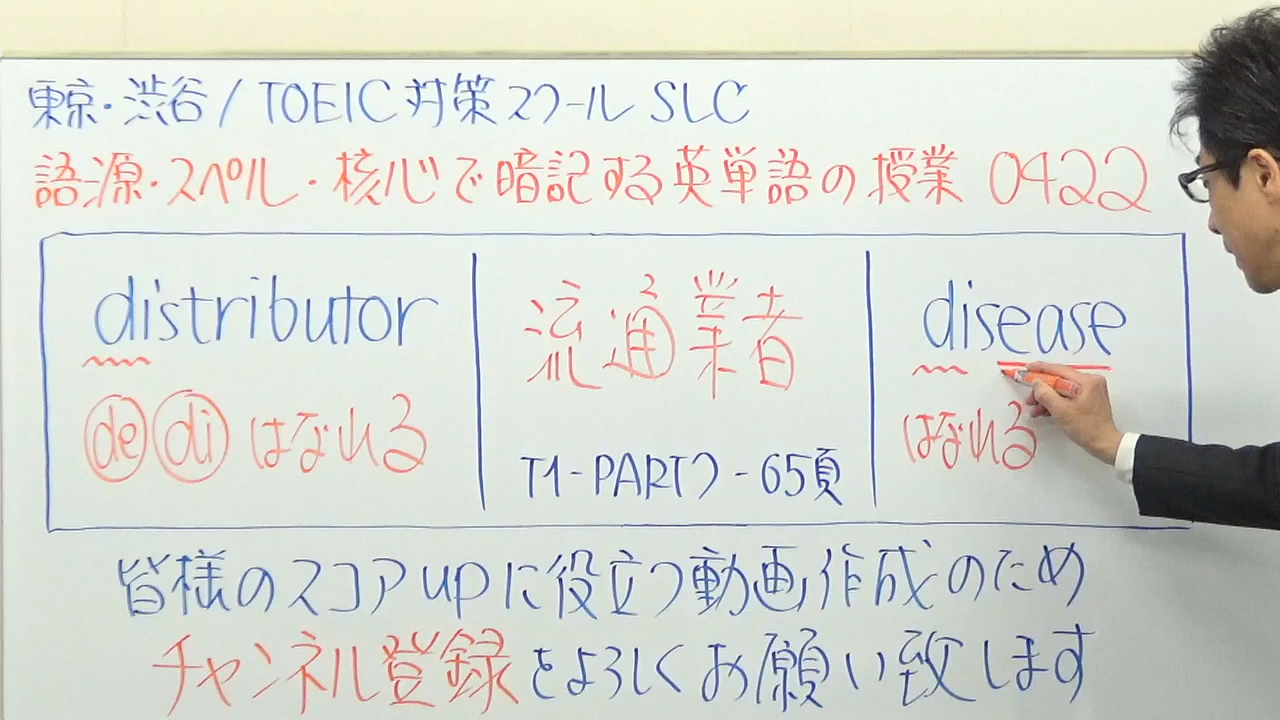 東京・渋谷/TOEIC対策スクールSLC
語源・スペル・核心で暗記する英単語の授業 0422
distributor
de di はなれる
流通業者
T1-PART7-65頁
disease
はなれる
皆様のスコアupに役立つ動画作成のため
チャンネル登録をよろしくお願い致します